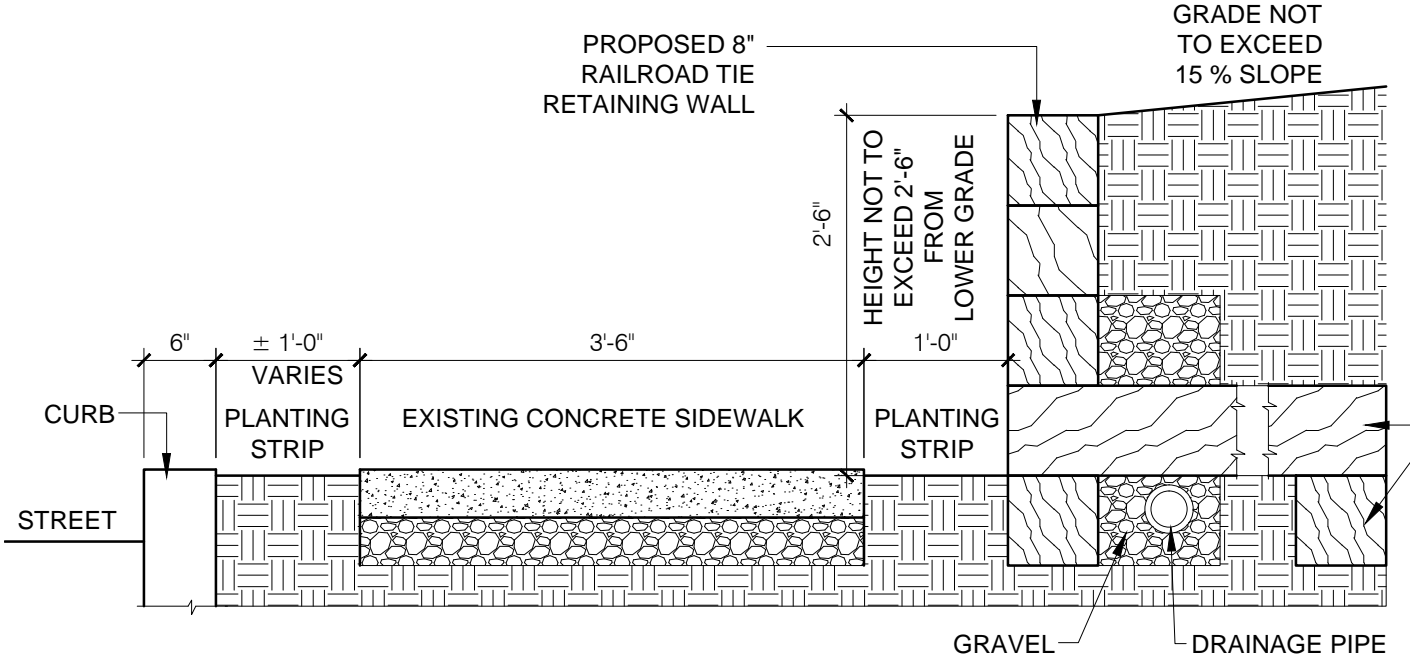 GRADE NOT
TO EXCEED
15 % SLOPE
PROPOSED 8"
RAILROAD TIE
RETAINING WALL
HEIGHT NOT TO
EXCEED 2'-6"
FROM
LOWER GRADE
2'-6"
6"
± 1'-0"
VARIES
3'-6"
1'-0"
CURB
PLANTING
STRIP
EXISTING CONCRETE SIDEWALK
PLANTING
STRIP
STREET
GRAVEL
DRAINAGE PIPE